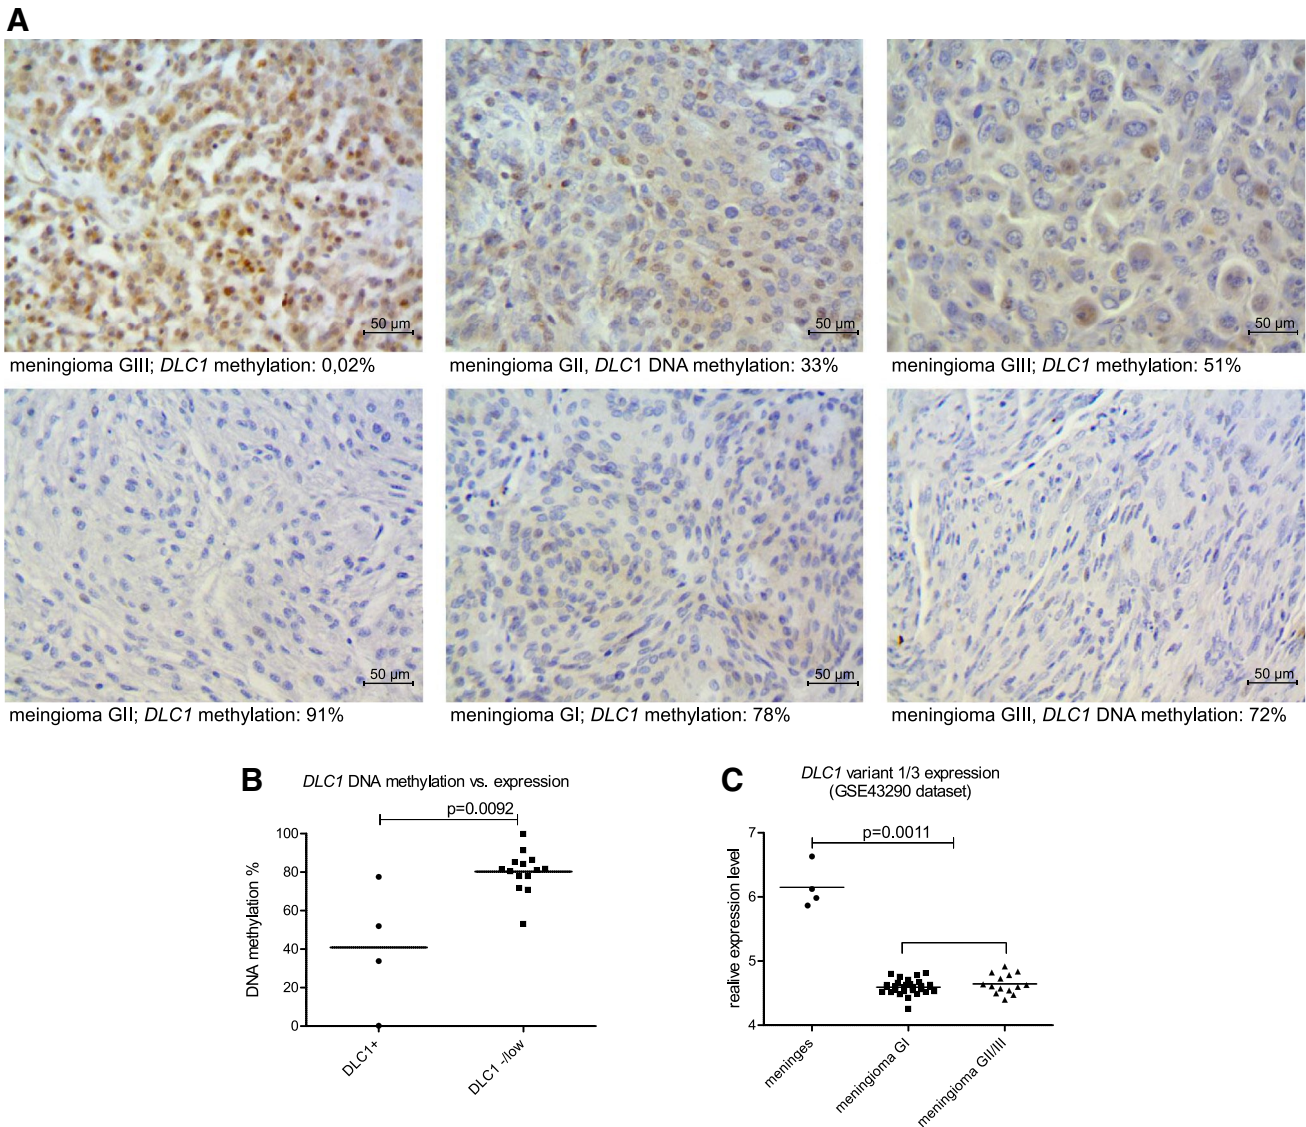 A
50 µm
50 µm
50 µm
meningioma GIII; DLC1 methylation: 0,02%
meningioma GII, DLC1 DNA methylation: 33%
meningioma GIII; DLC1 methylation: 51%
50 µm
50 µm
50 µm
meingioma GII; DLC1 methylation: 91%
meningioma GI; DLC1 methylation: 78%
meningioma GIII, DLC1 DNA methylation: 72%
B
DLC1 DNA methylation vs. expression
p=0.0092
DNA methylation %
100
80
60
40
20
0
DLC1+
DLC1 -/low
C
DLC1 variant 1/3 expression
(GSE43290 dataset)
p=0.0011
realive expression level
7
6
5
4
meninges
meningioma GI
meningioma GII/III